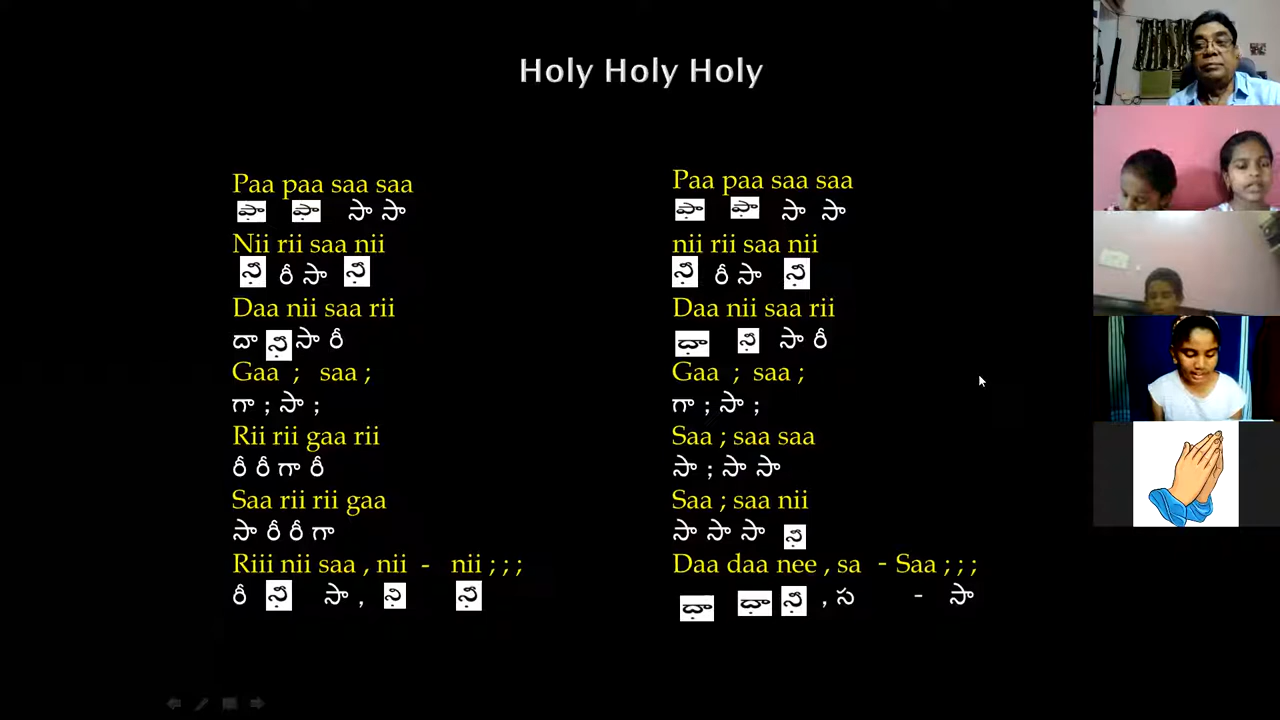 Holy Holy Holy
Paa paa saa saa
పా పా సా సా
Nii rii saa nii
నీ రీ సా నీ
Daa nii saa rii
దా నీ సా రీ
Gaa ; saa ;
గా ; సా ;
Rii rii gaa rii
రీ రీ గా రీ
Saa rii rii gaa
సా రీ రీ గా
Riii nii saa , nii - nii ; ; ;
రీ నీ సా , ని నీ
Paa paa saa saa
పా పా సా సా
nii rii saa nii
నీ రీ సా నీ
Daa nii saa rii
ధా నీ సా రీ
Gaa ; saa ;
గా ; సా ;
Saa ; saa saa
సా ; సా సా
Saa ; saa nii
సా సా సా నీ
Daa daa nee , sa - Saa ; ; ;
ధా ధా నీ , స - సా